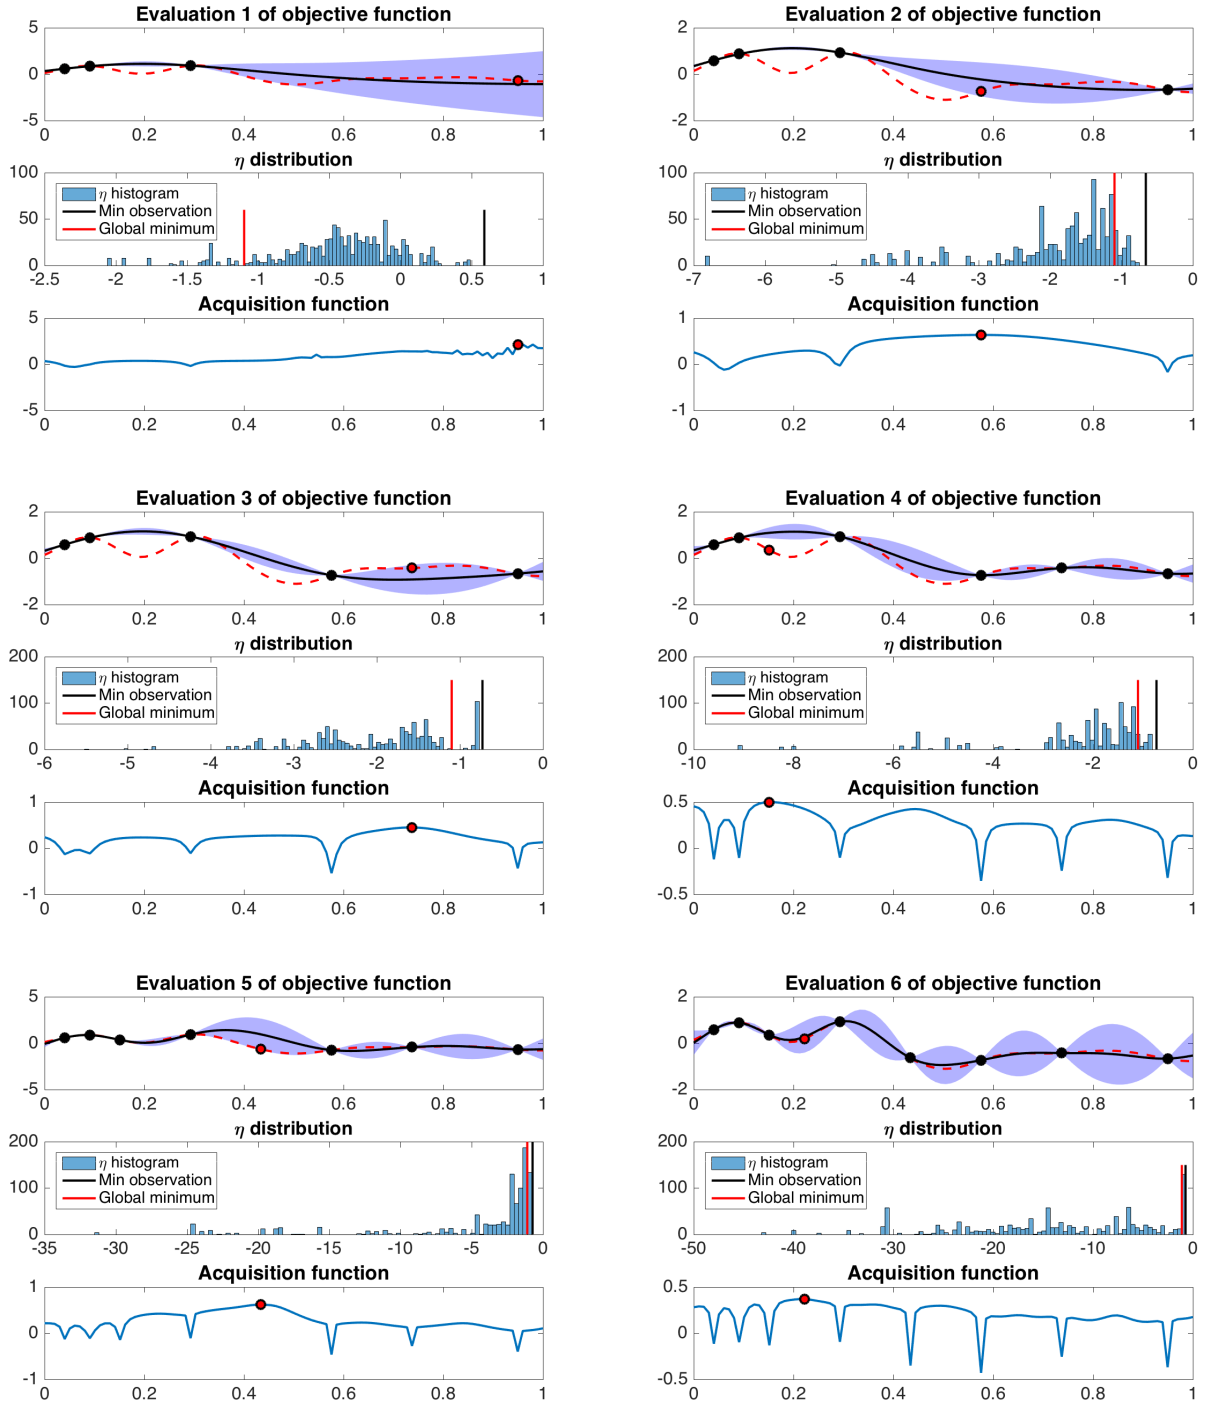 Evaluation 1 of objective function
5
0
-5
0 0.2 0.4 0.6 0.8 1
η distribution
100
50
0
η histogram
Min observation
Global minimum
-2.5 -2 -1.5 -1 -0.5 0 0.5 1
Acquisition function
5
0
-5
0 0.2 0.4 0.6 0.8 1
Evaluation 2 of objective function
2
0
-2
0 0.2 0.4 0.6 0.8 1
η distribution
100
50
0
η histogram
Min observation
Global minimum
-7 -6 -5 -4 -3 -2 -1 0
Acquisition function
1
0
-1
0 0.2 0.4 0.6 0.8 1
Evaluation 3 of objective function
2
0
-2
0 0.2 0.4 0.6 0.8 1
η distribution
200
100
0
η histogram
Min observation
Global minimum
-6 -5 -4 -3 -2 -1 0
Acquisition function
1
0
-1
0 0.2 0.4 0.6 0.8 1
Evaluation 4 of objective function
2
0
-2
0 0.2 0.4 0.6 0.8 1
η distribution
200
100
0
η histogram
Min observation
Global minimum
-10 -8 -6 -4 -2 0
Acquisition function
0.5
0
-0.5
0 0.2 0.4 0.6 0.8 1
Evaluation 5 of objective function
5
0
-5
0 0.2 0.4 0.6 0.8 1
η distribution
200
100
0
η histogram
Min observation
Global minimum
-35 -30 -25 -20 -15 -10 -5 0
Acquisition function
1
0
-1
0 0.2 0.4 0.6 0.8 1
Evaluation 6 of objective function
2
0
-2
0 0.2 0.4 0.6 0.8 1
η distribution
200
100
0
η histogram
Min observation
Global minimum
-50 -40 -30 -20 -10 0
Acquisition function
0.5
0
-0.5
0 0.2 0.4 0.6 0.8 1